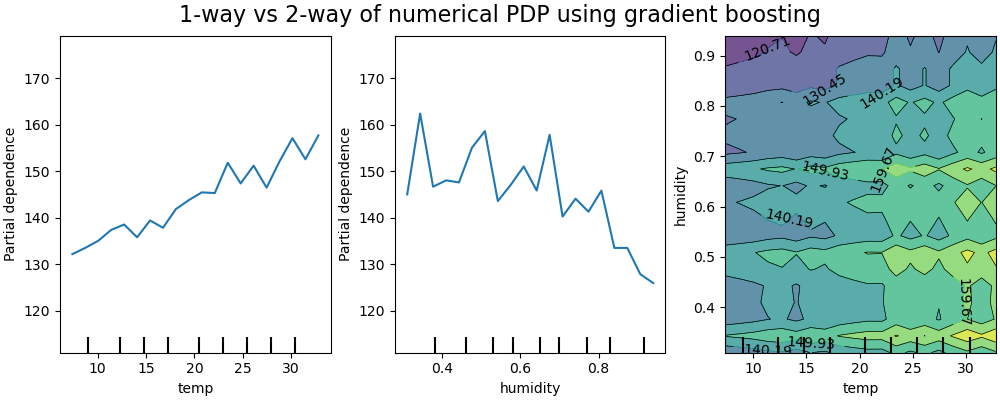 1-way vs 2-way of numerical PDP using gradient boosting
Partial dependence
170
160
150
140
130
120
10 15 20 25 30
temp
Partial dependence
170
160
150
140
130
120
0.4 0.6 0.8
humidity
humidity
0.9
0.8
0.7
0.6
0.5
0.4
120.71
130.45
140.19
149.93
159.67
140.19
159.67
149.93
140.19
10 15 20 25 30
temp